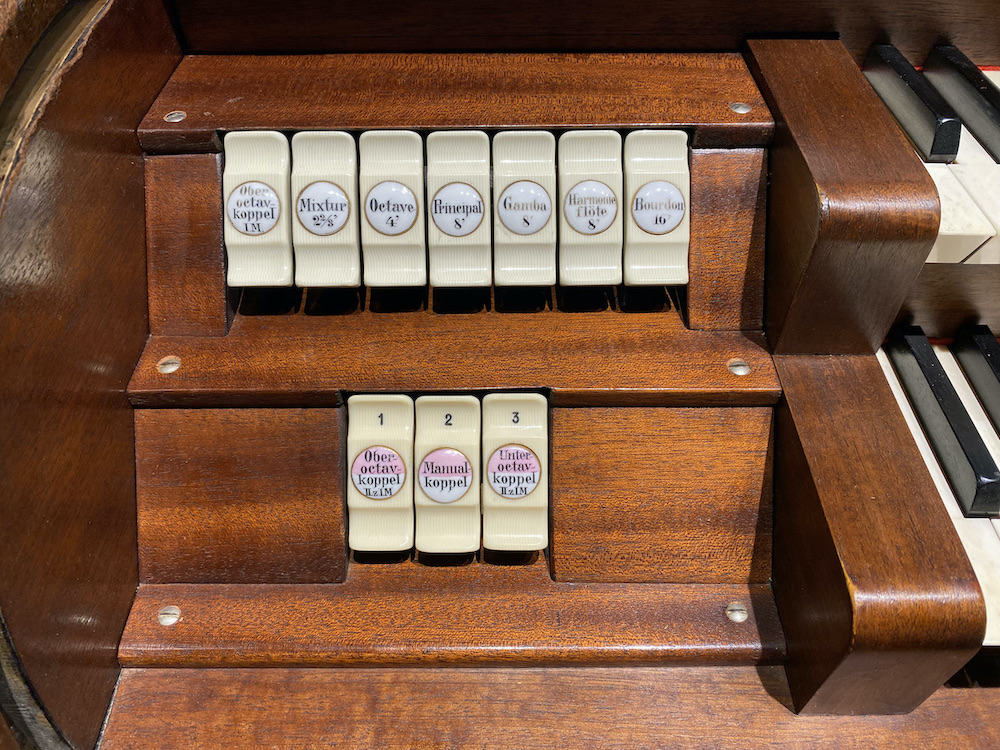 Ober-
octav-
koppel
I M
Mixtur
2⅔'
Octave
4'
Principal
8'
Gamba
8'
Harmonie
flöte
8'
Bourdon
16'
1
Ober-
octav-
koppel
II z I M
2
Manual-
koppel
3
Unter-
octav-
koppel
II z I M